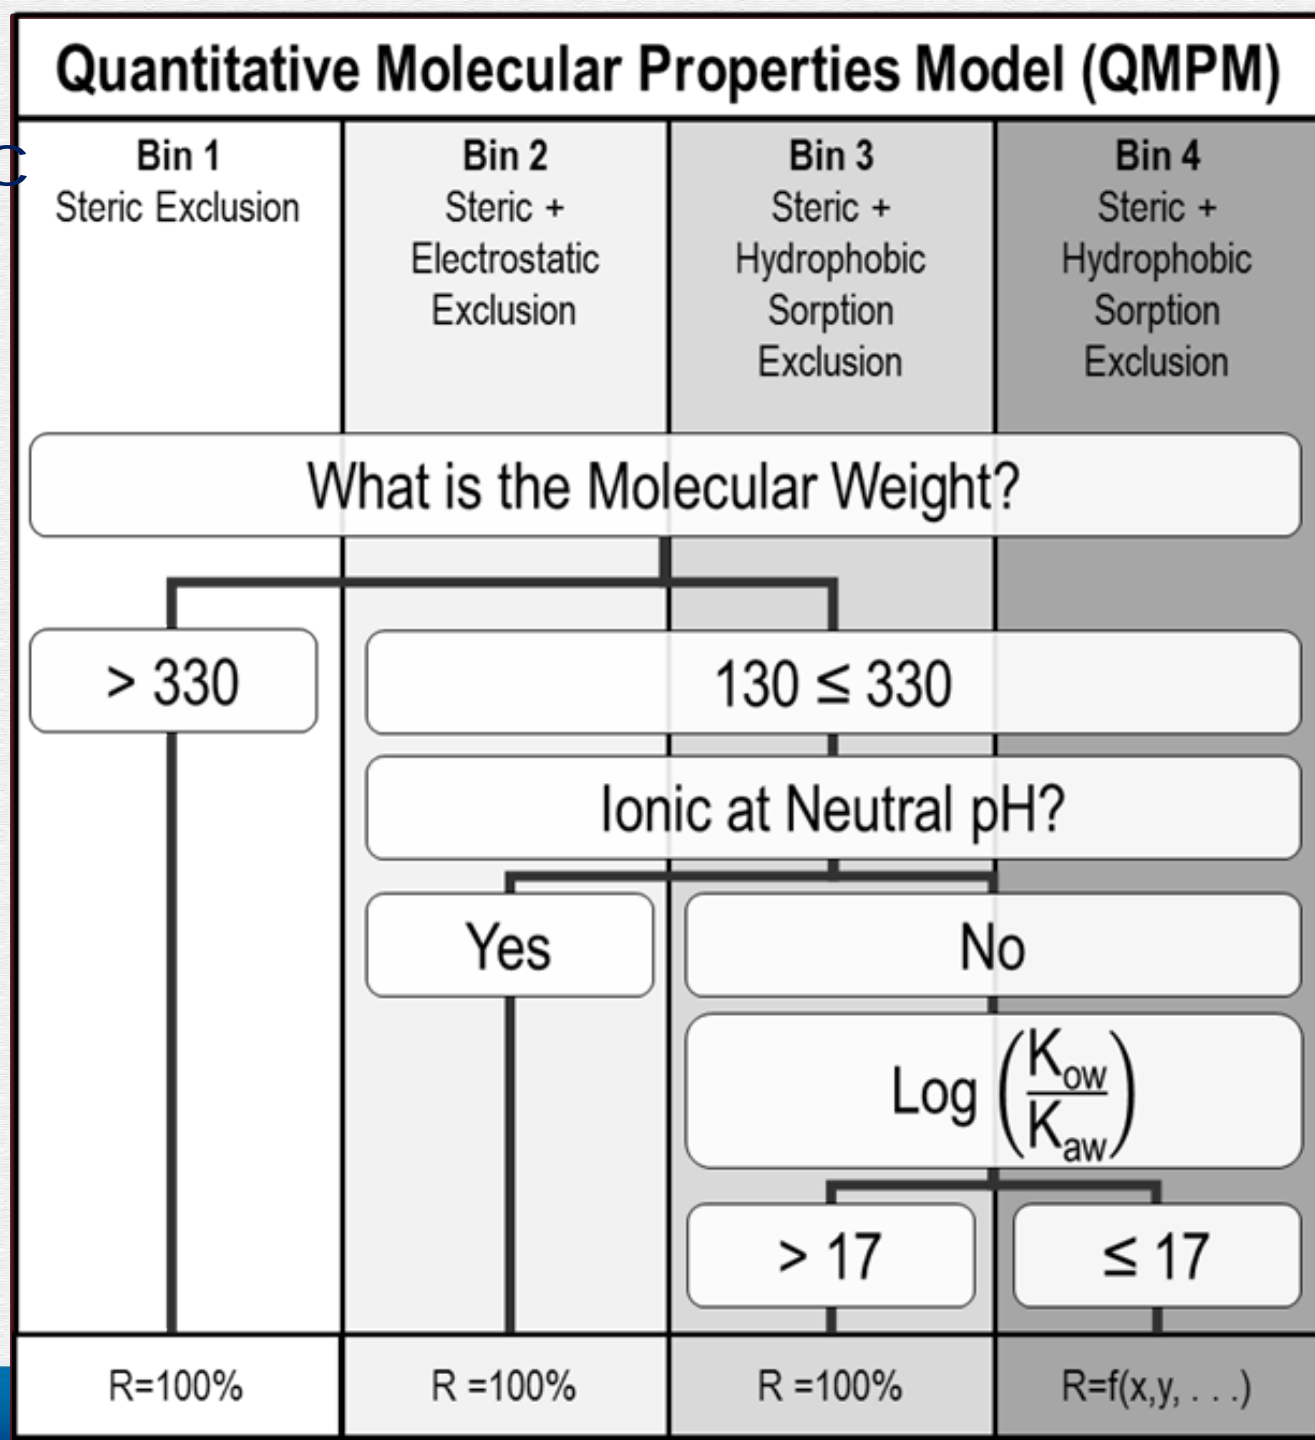 Quantitative Molecular Properties Model (QMPM)
Bin 1
Steric Exclusion
Bin 2
Steric +
Electrostatic
Exclusion
Bin 3
Steric +
Hydrophobic
Sorption
Exclusion
Bin 4
Steric +
Hydrophobic
Sorption
Exclusion
What is the Molecular Weight?
> 330
130 ≤ 330
Ionic at Neutral pH?
Yes
No
Log (K_ow / K_aw)
> 17
≤ 17
R=100%
R =100%
R =100%
R=f(x,y, . . .)